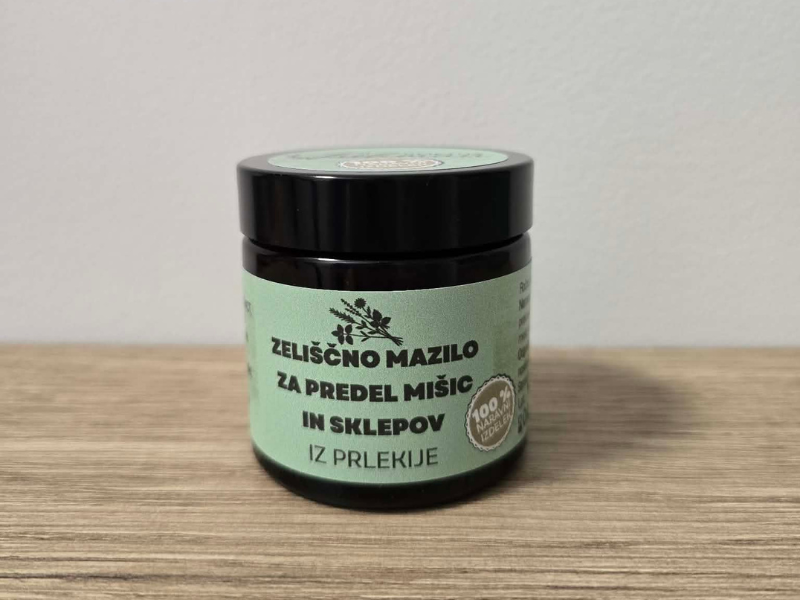 ZELIŠČNO MAZILO
ZA PREDEL MIŠIC
IN SKLEPOV
IZ PRLEKIJE
100 %
NARAVNI
IZDELEK